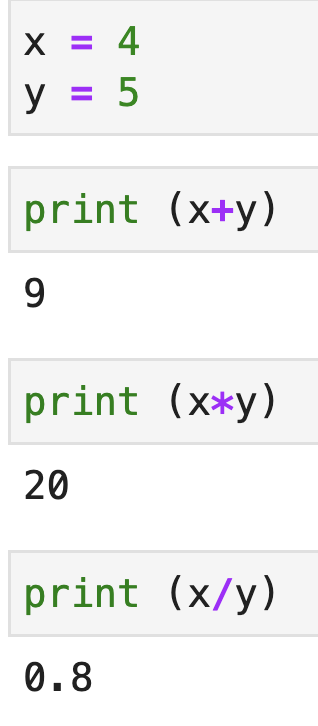 x = 4
y = 5
print (x+y)
9
print (x*y)
20
print (x/y)
0.8